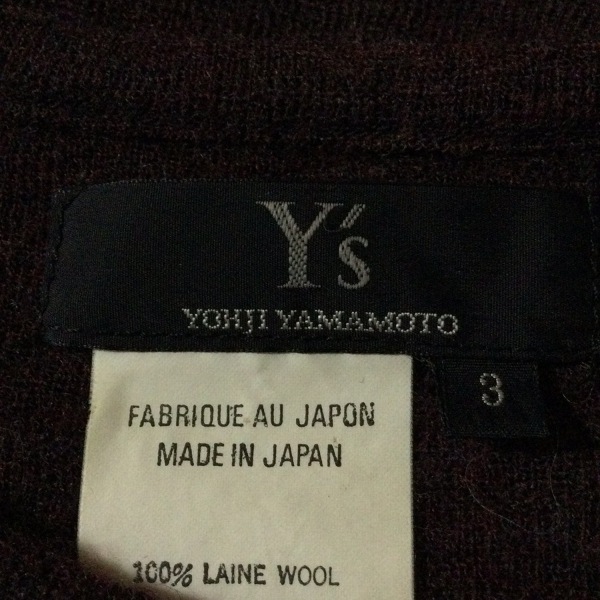 Y's
YOHJI YAMAMOTO
3
FABRIQUE AU JAPON
MADE IN JAPAN
100% LAINE WOOL